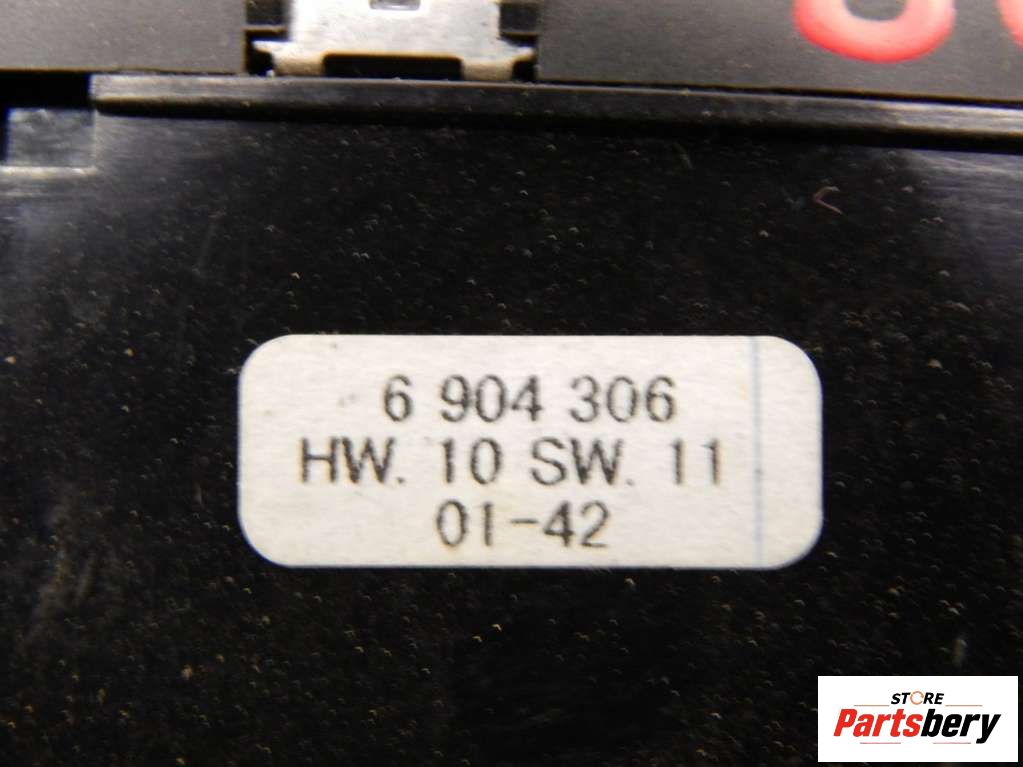 6 904 306
HW. 10 SW. 11
01-42
STORE
Partsbery